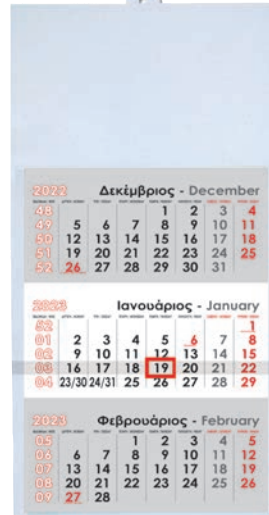 2022 Δεκέμβριος - December
48 1 2 3 4
49 5 6 7 8 9 10 11
50 12 13 14 15 16 17 18
51 19 20 21 22 23 24 25
52 26 27 28 29 30 31
2023 Ιανουάριος - January
52 1
01 2 3 4 5 6 7 8
02 9 10 11 12 13 14 15
03 16 17 18 19 20 21 22
04 23/30 24/31 25 26 27 28 29
2023 Φεβρουάριος - February
05 1 2 3 4 5
06 6 7 8 9 10 11 12
07 13 14 15 16 17 18 19
08 20 21 22 23 24 25 26
09 27 28